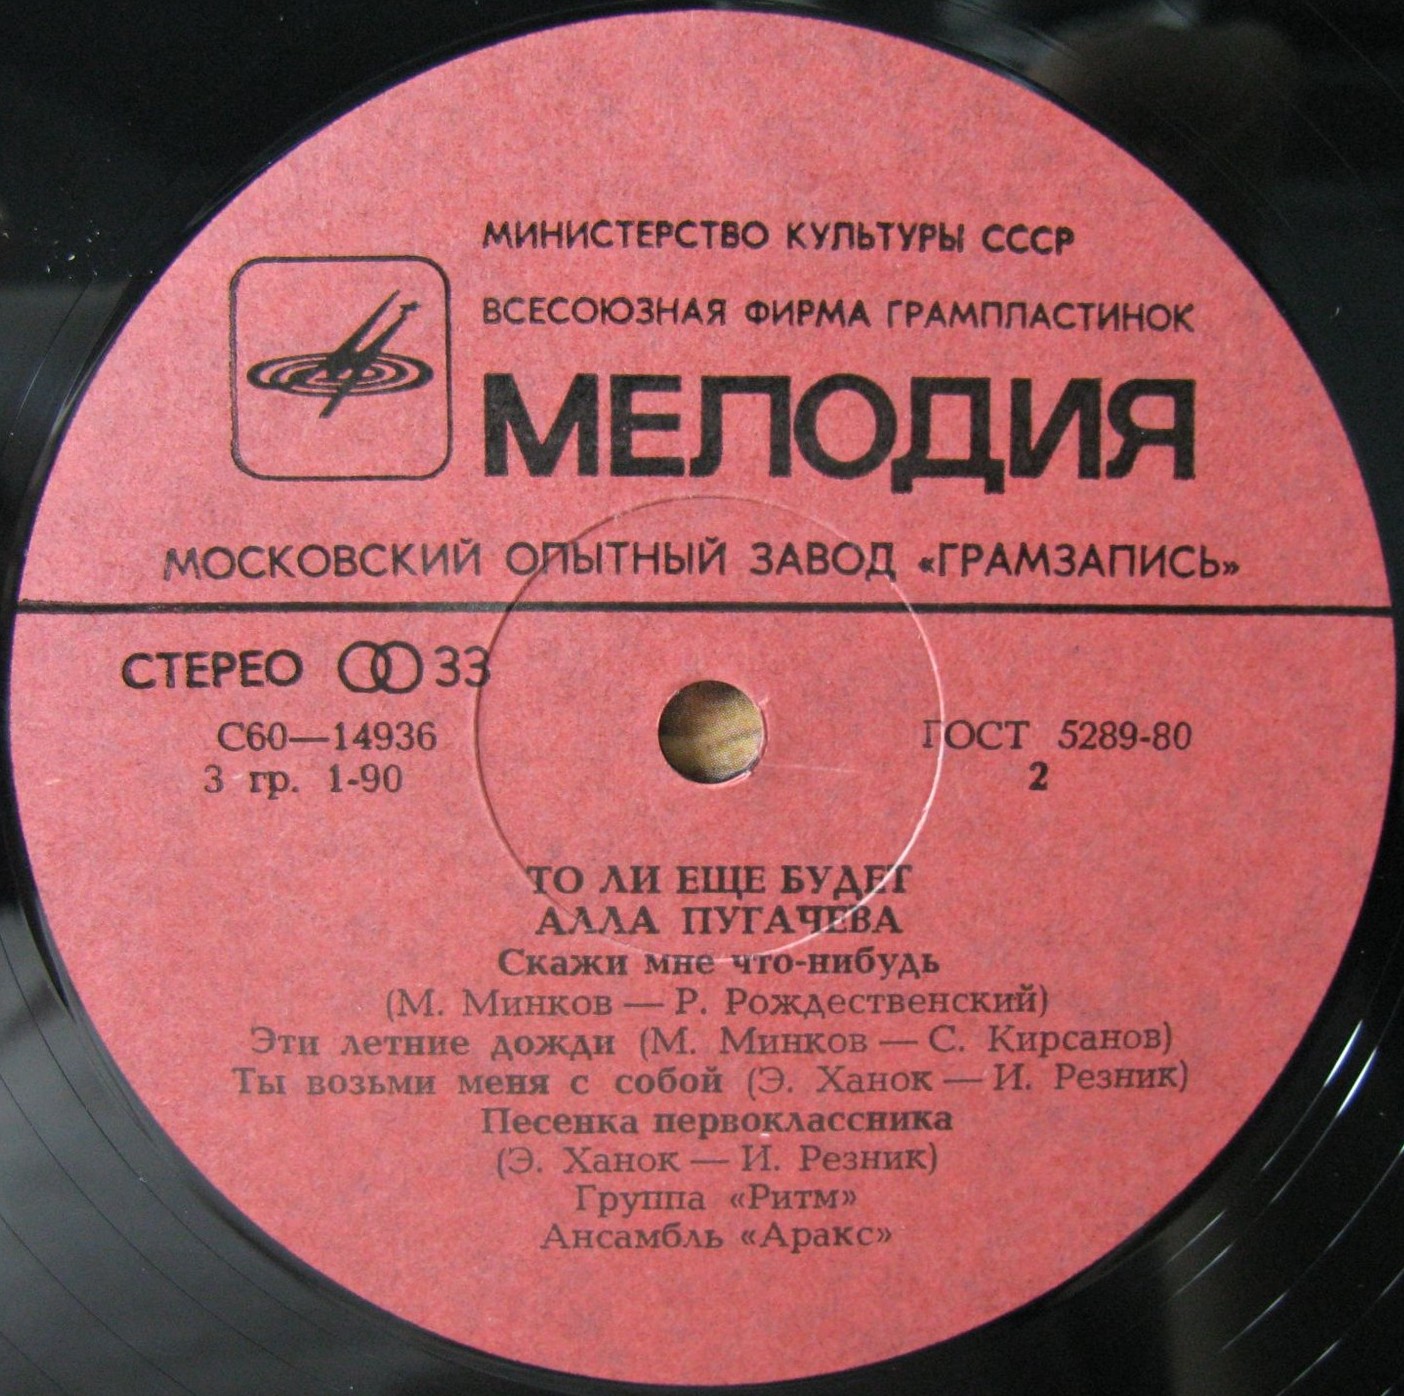 МИНИСТЕРСТВО КУЛЬТУРЫ СССР
ВСЕСОЮЗНАЯ ФИРМА ГРАМПЛАСТИНОК
МЕЛОДИЯ
МОСКОВСКИЙ ОПЫТНЫЙ ЗАВОД «ГРАМЗАПИСЬ»
СТЕРЕО 33
С60—14936
3 гр. 1-90
ГОСТ 5289-80
2
ТО ЛИ ЕЩЕ БУДЕТ
АЛЛА ПУГАЧЕВА
Скажи мне что-нибудь
(М. Минков — Р. Рождественский)
Эти летние дожди (М. Минков — С. Кирсанов)
Ты возьми меня с собой (Э. Ханок — И. Резник)
Песенка первоклассника
(Э. Ханок — И. Резник)
Группа «Ритм»
Ансамбль «Аракс»